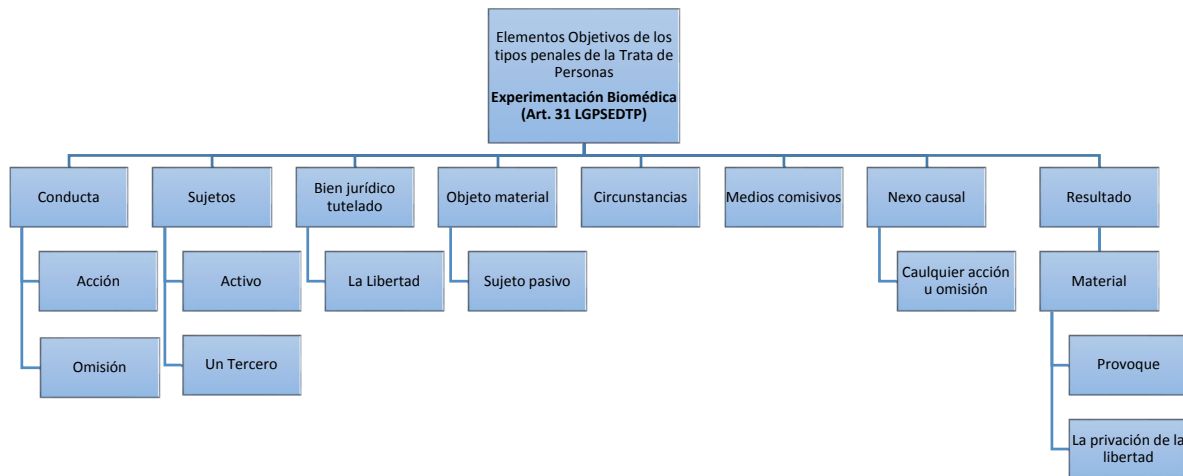 Elementos Objetivos de los
tipos penales de la Trata de
Personas
Experimentación Biomédica
(Art. 31 LGPSEDTP)
Conducta
Sujetos
Bien jurídico
tutelado
Objeto material
Circunstancias
Medios comisivos
Nexo causal
Resultado
Acción
Activo
La Libertad
Sujeto pasivo
Caulquier acción
u omisión
Material
Omisión
Un Tercero
Provoque
La privación de la
libertad